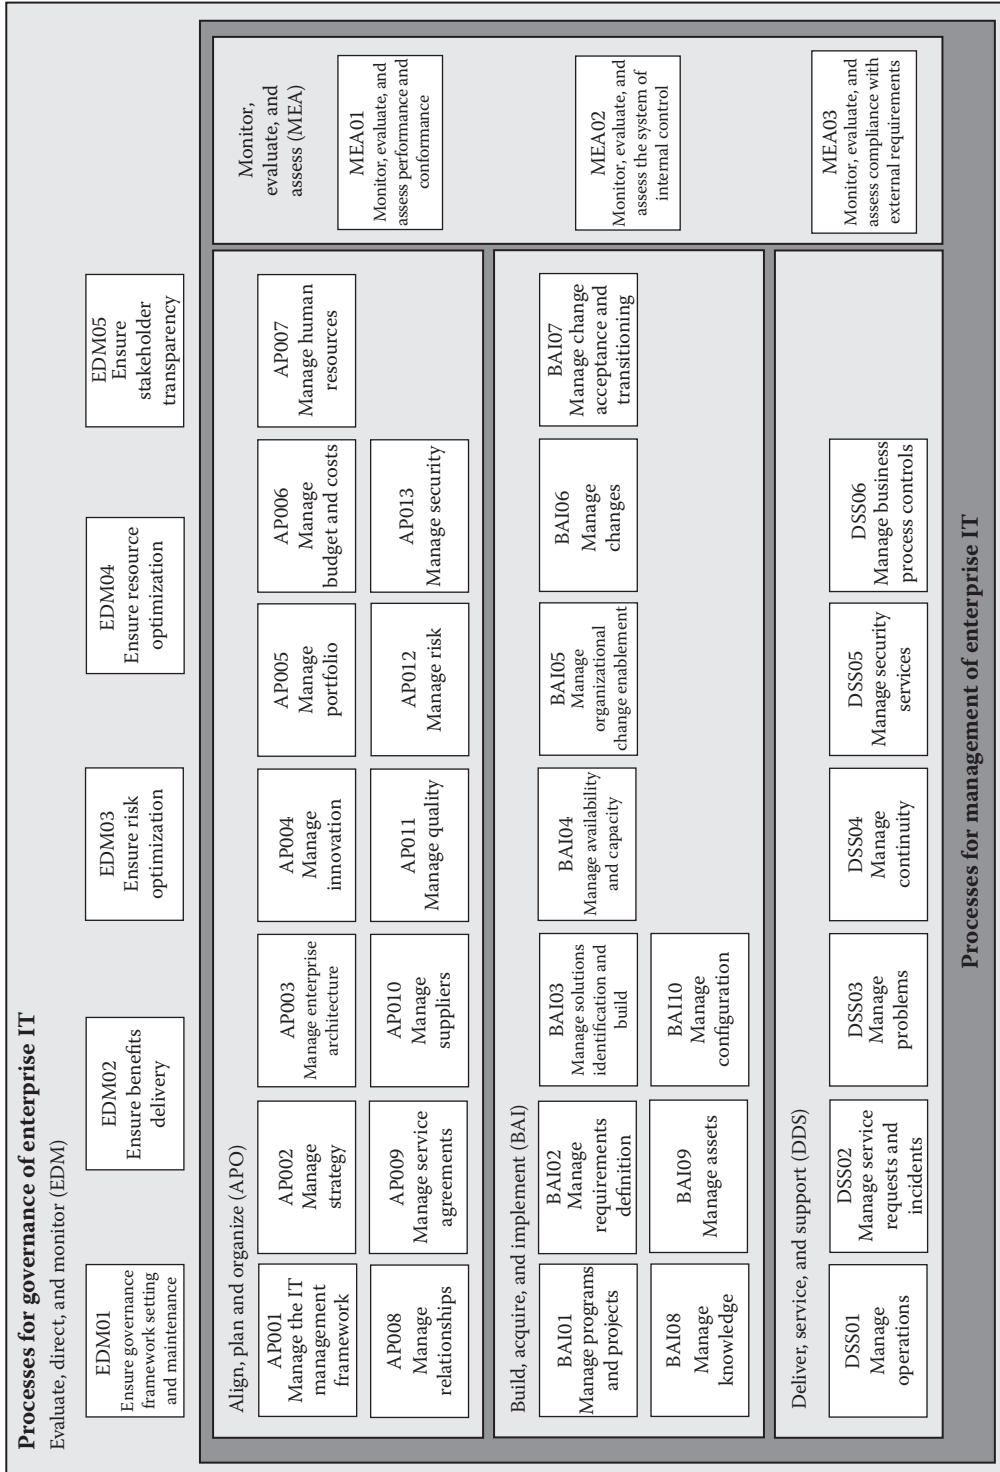 Processes for governance of enterprise IT
Evaluate, direct, and monitor (EDM)
EDM01
Ensure governance
framework setting
and maintenance
EDM02
Ensure benefits
delivery
EDM03
Ensure risk
optimization
EDM04
Ensure resource
optimization
EDM05
Ensure
stakeholder
transparency
Align, plan and organize (APO)
AP001
Manage the IT
management
framework
AP002
Manage
strategy
AP003
Manage enterprise
architecture
AP004
Manage
innovation
AP005
Manage
portfolio
AP006
Manage
budget and costs
AP007
Manage human
resources
AP008
Manage
relationships
AP009
Manage service
agreements
AP010
Manage
suppliers
AP011
Manage quality
AP012
Manage risk
AP013
Manage security
Build, acquire, and implement (BAI)
BAI01
Manage programs
and projects
BAI02
Manage
requirements
definition
BAI03
Manage solutions
identification and
build
BAI04
Manage availability
and capacity
BAI05
Manage
organizational
change enablement
BAI06
Manage
changes
BAI07
Manage change
acceptance and
transitioning
BAI08
Manage
knowledge
BAI09
Manage assets
BAI10
Manage
configuration
Deliver, service, and support (DDS)
DSS01
Manage
operations
DSS02
Manage service
requests and
incidents
DSS03
Manage
problems
DSS04
Manage
continuity
DSS05
Manage security
services
DSS06
Manage business
process controls
Monitor,
evaluate, and
assess (MEA)
MEA01
Monitor, evaluate, and
assess performance and
conformance
MEA02
Monitor, evaluate, and
assess the system of
internal control
MEA03
Monitor, evaluate, and
assess compliance with
external requirements
Processes for management of enterprise IT